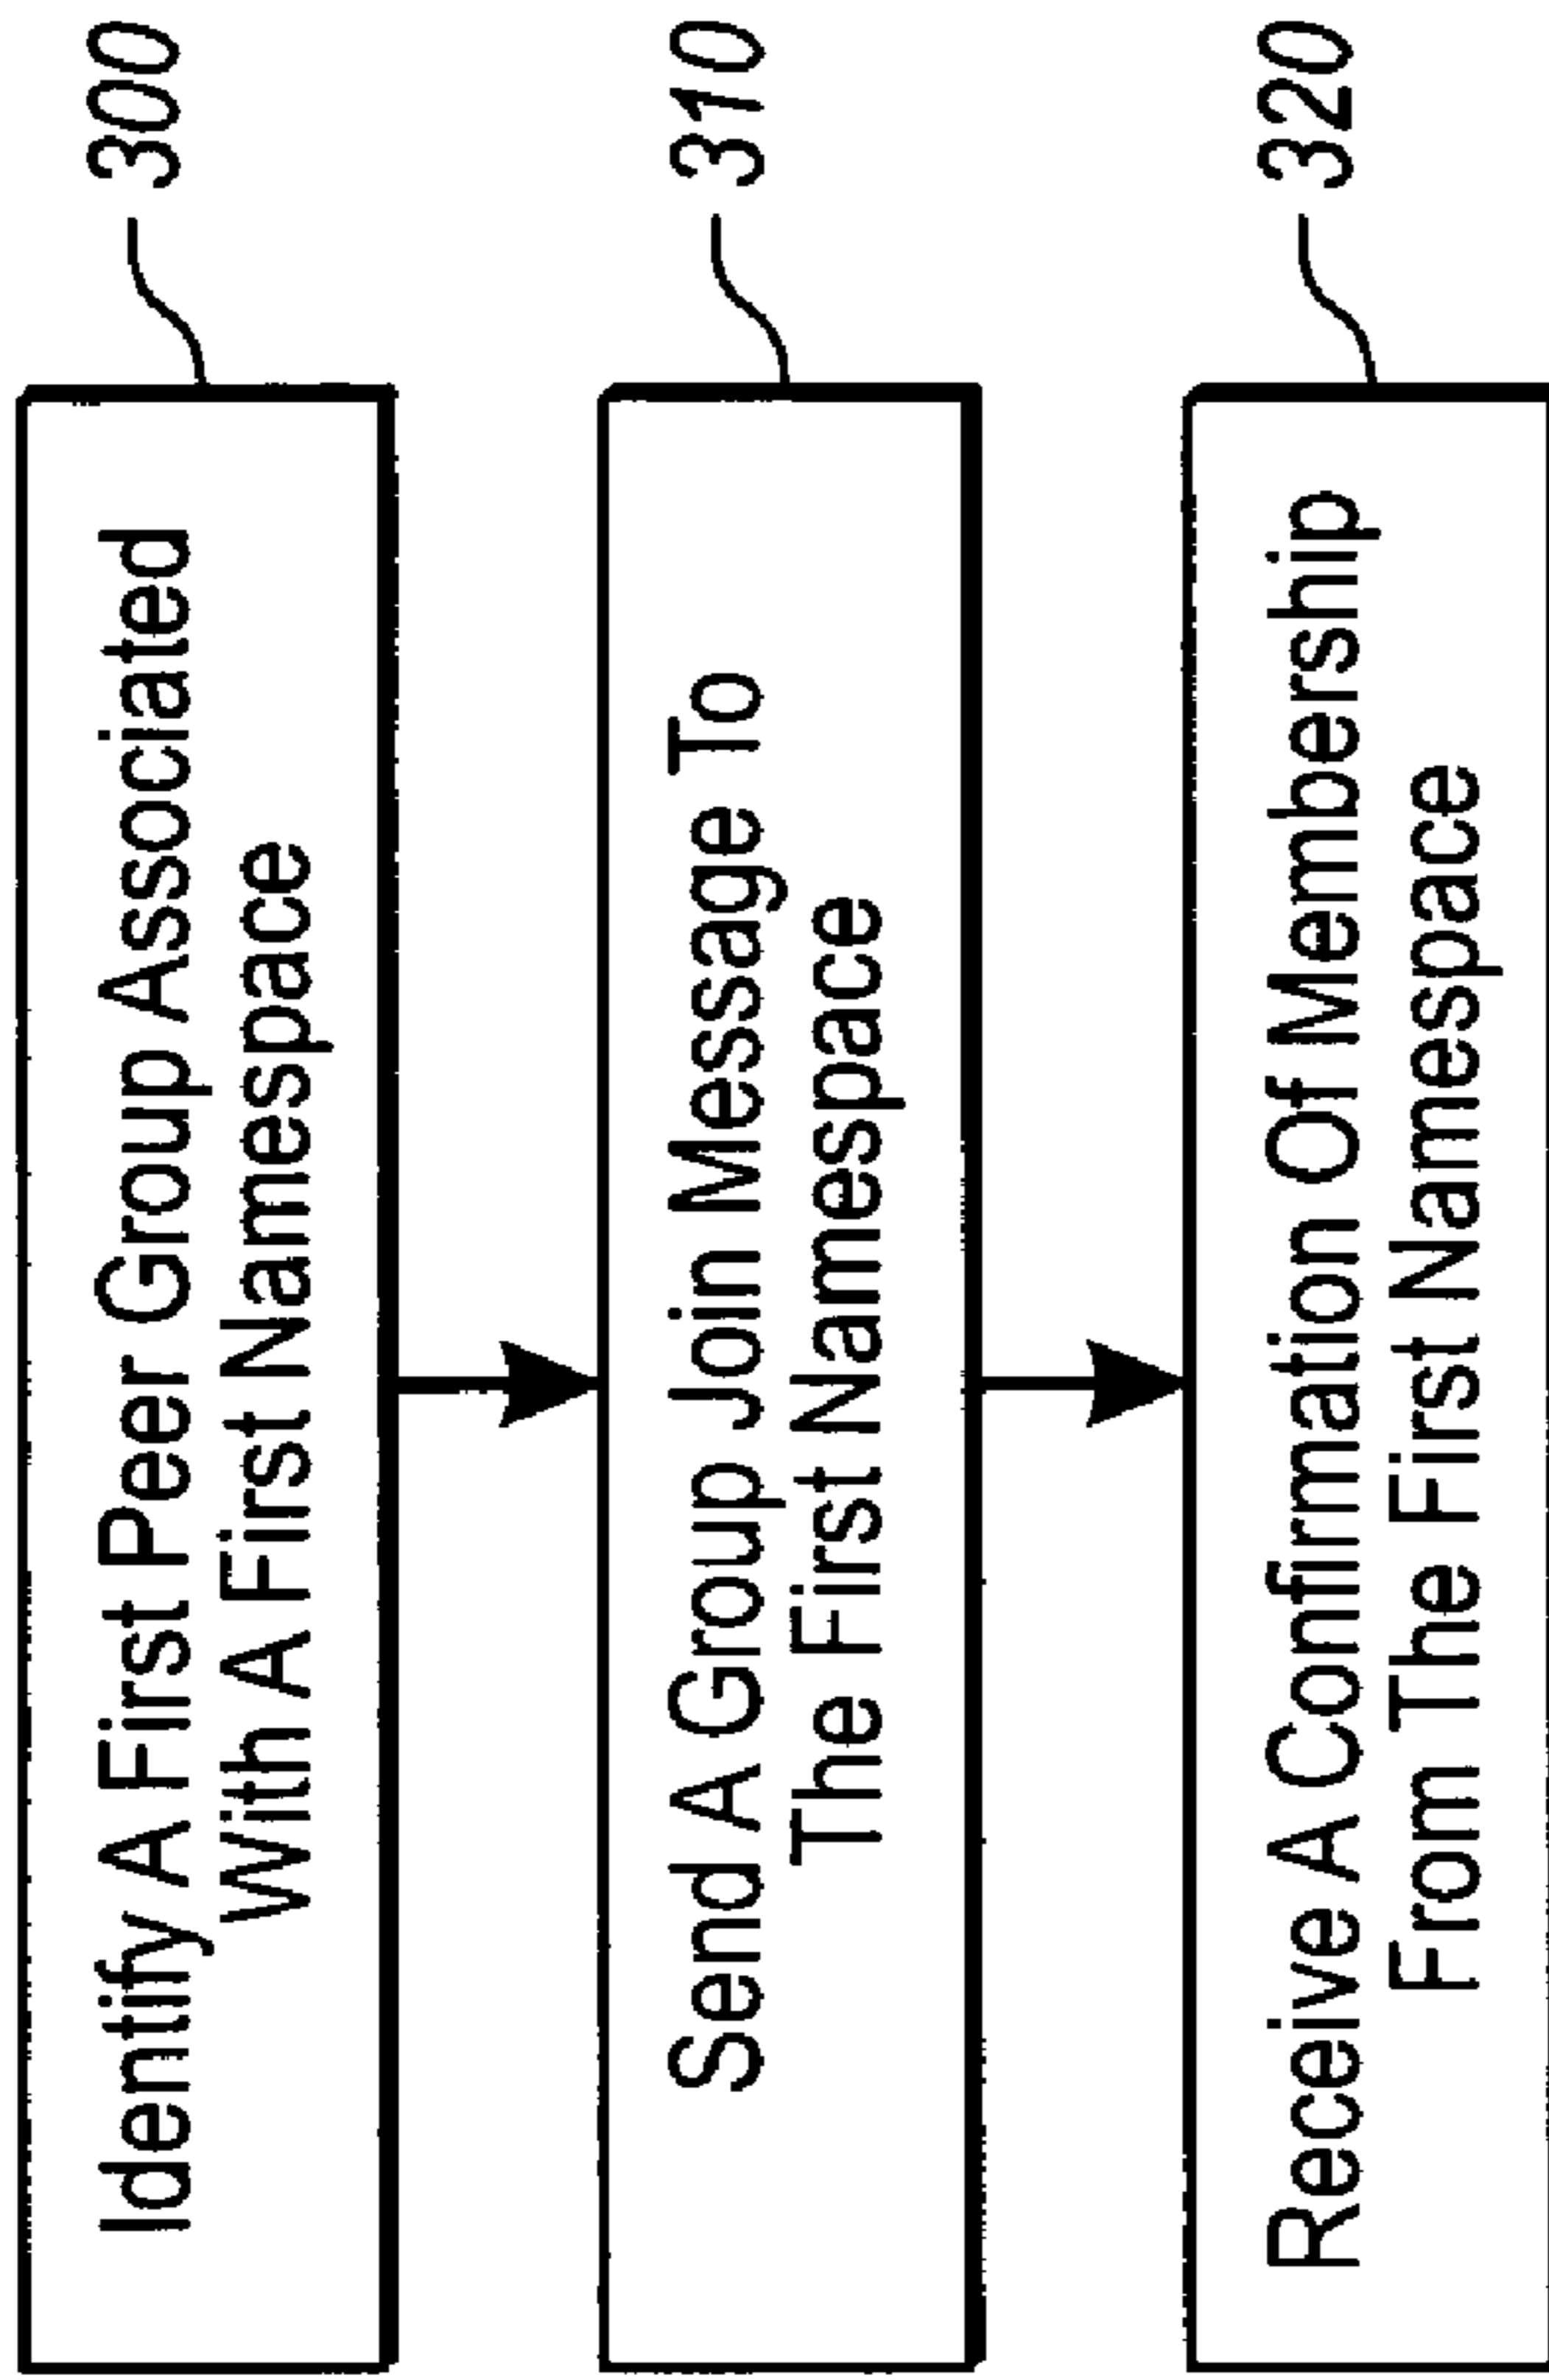 Identify A First Peer Group Associated
With A First Namespace
300
Send A Group Join Message To
The First Namespace
310
Receive A Confirmation Of Membership
From The First Namespace
320